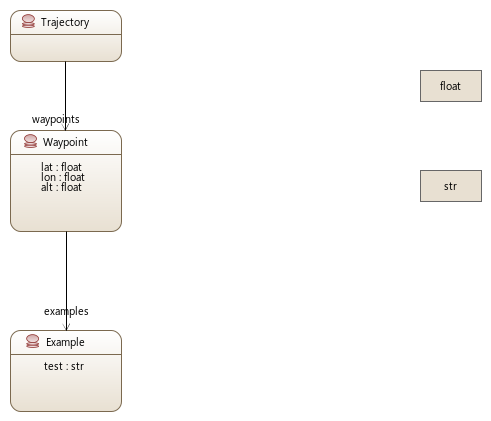 Trajectory
waypoints
Waypoint
lat : float
lon : float
alt : float
examples
Example
test : str
float
str